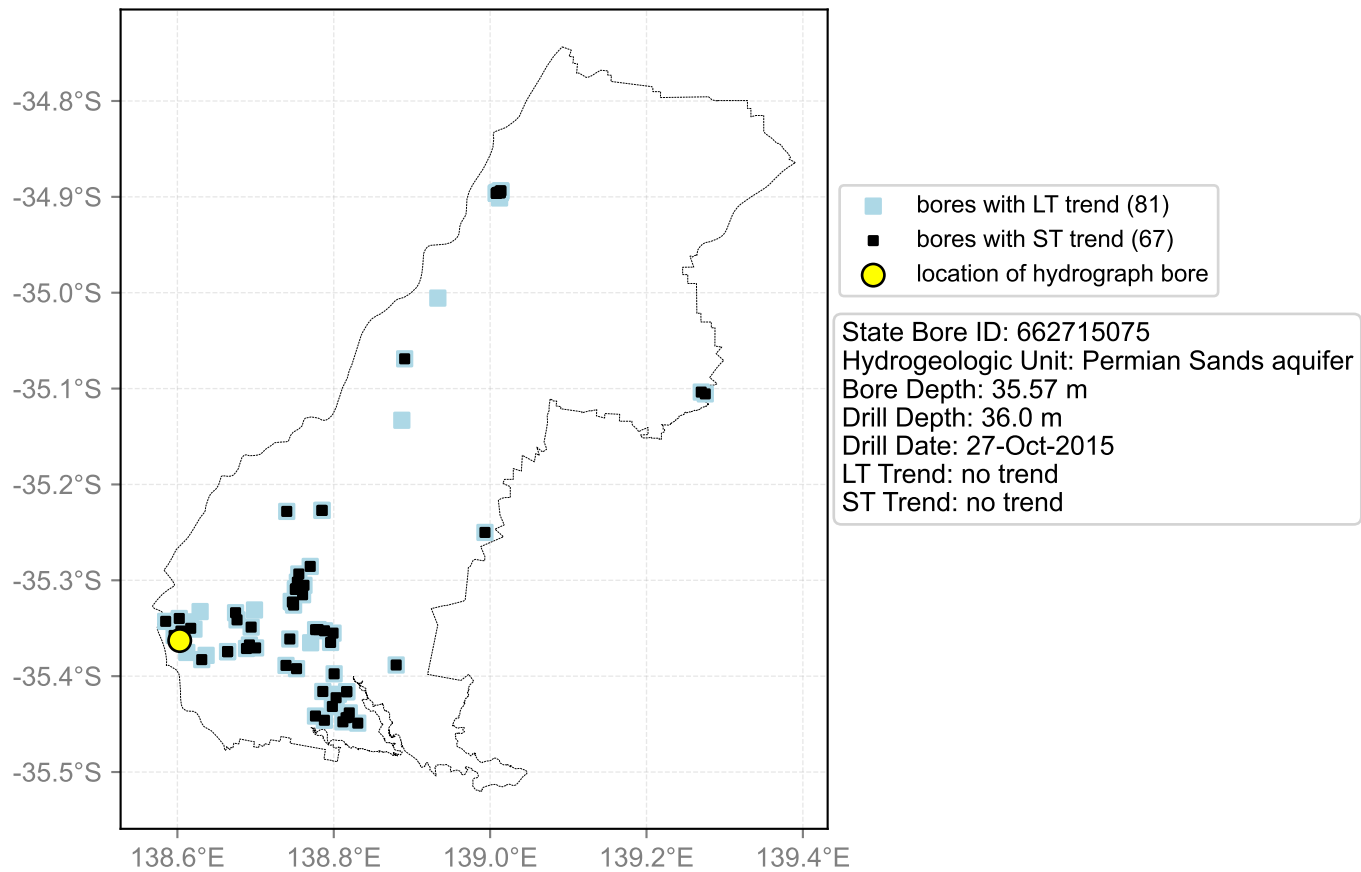 -34.8°S
-34.9°S
-35.0°S
-35.1°S
-35.2°S
-35.3°S
-35.4°S
-35.5°S
138.6°E 138.8°E 139.0°E 139.2°E 139.4°E
bores with LT trend (81)
bores with ST trend (67)
location of hydrograph bore
State Bore ID: 662715075
Hydrogeologic Unit: Permian Sands aquifer
Bore Depth: 35.57 m
Drill Depth: 36.0 m
Drill Date: 27-Oct-2015
LT Trend: no trend
ST Trend: no trend